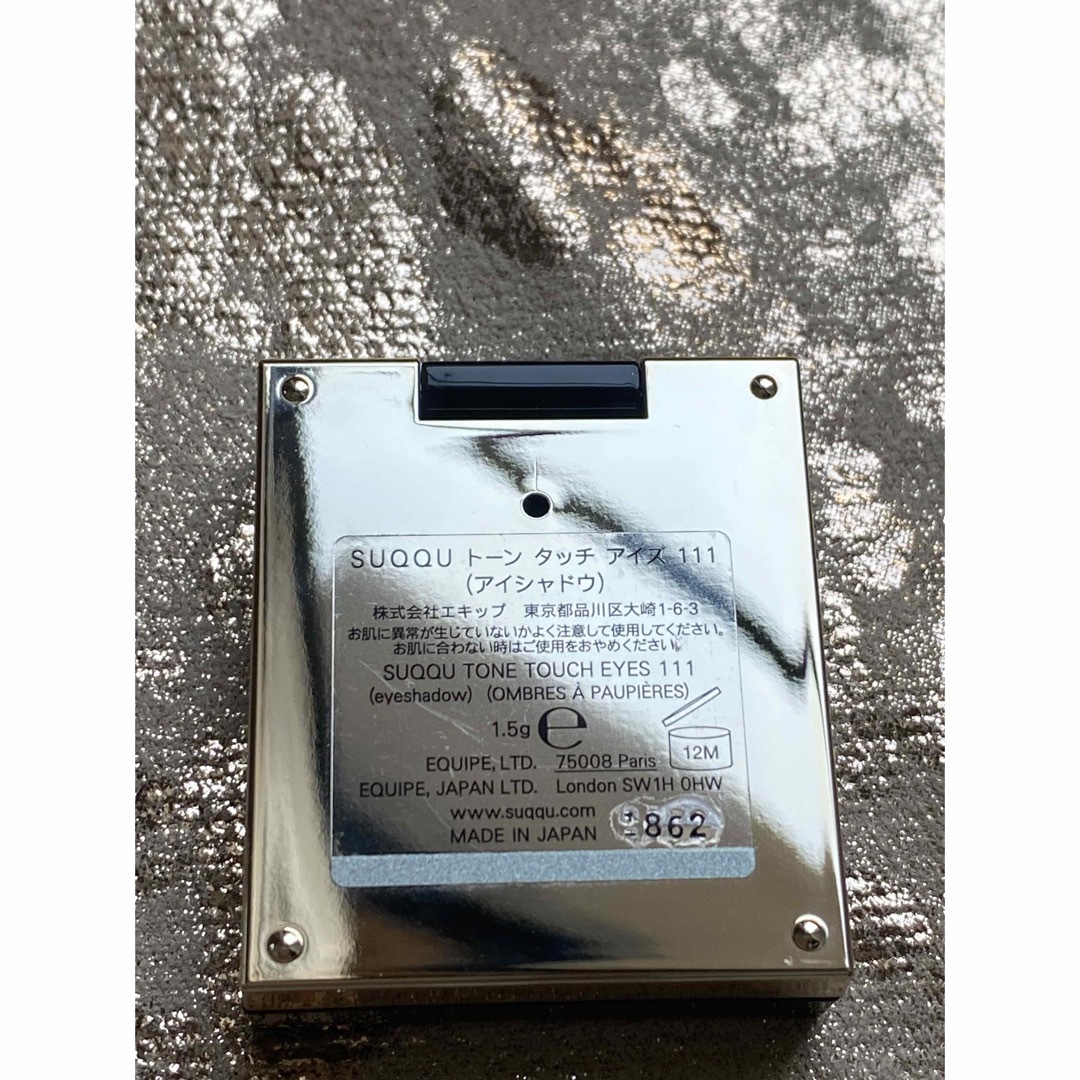 SUQQU トーン タッチ アイズ 111
(アイシャドウ)
株式会社エキップ 東京都品川区大崎1-6-3
お肌に異常が生じていないかよく注意して使用してください。
お肌に合わない時はご使用をおやめください。
SUQQU TONE TOUCH EYES 111
(eyeshadow) (OMBRES À PAUPIÈRES)
1.5g ℮
12M
EQUIPE, LTD. 75008 Paris
EQUIPE, JAPAN LTD. London SW1H 0HW
www.suqqu.com
MADE IN JAPAN 862